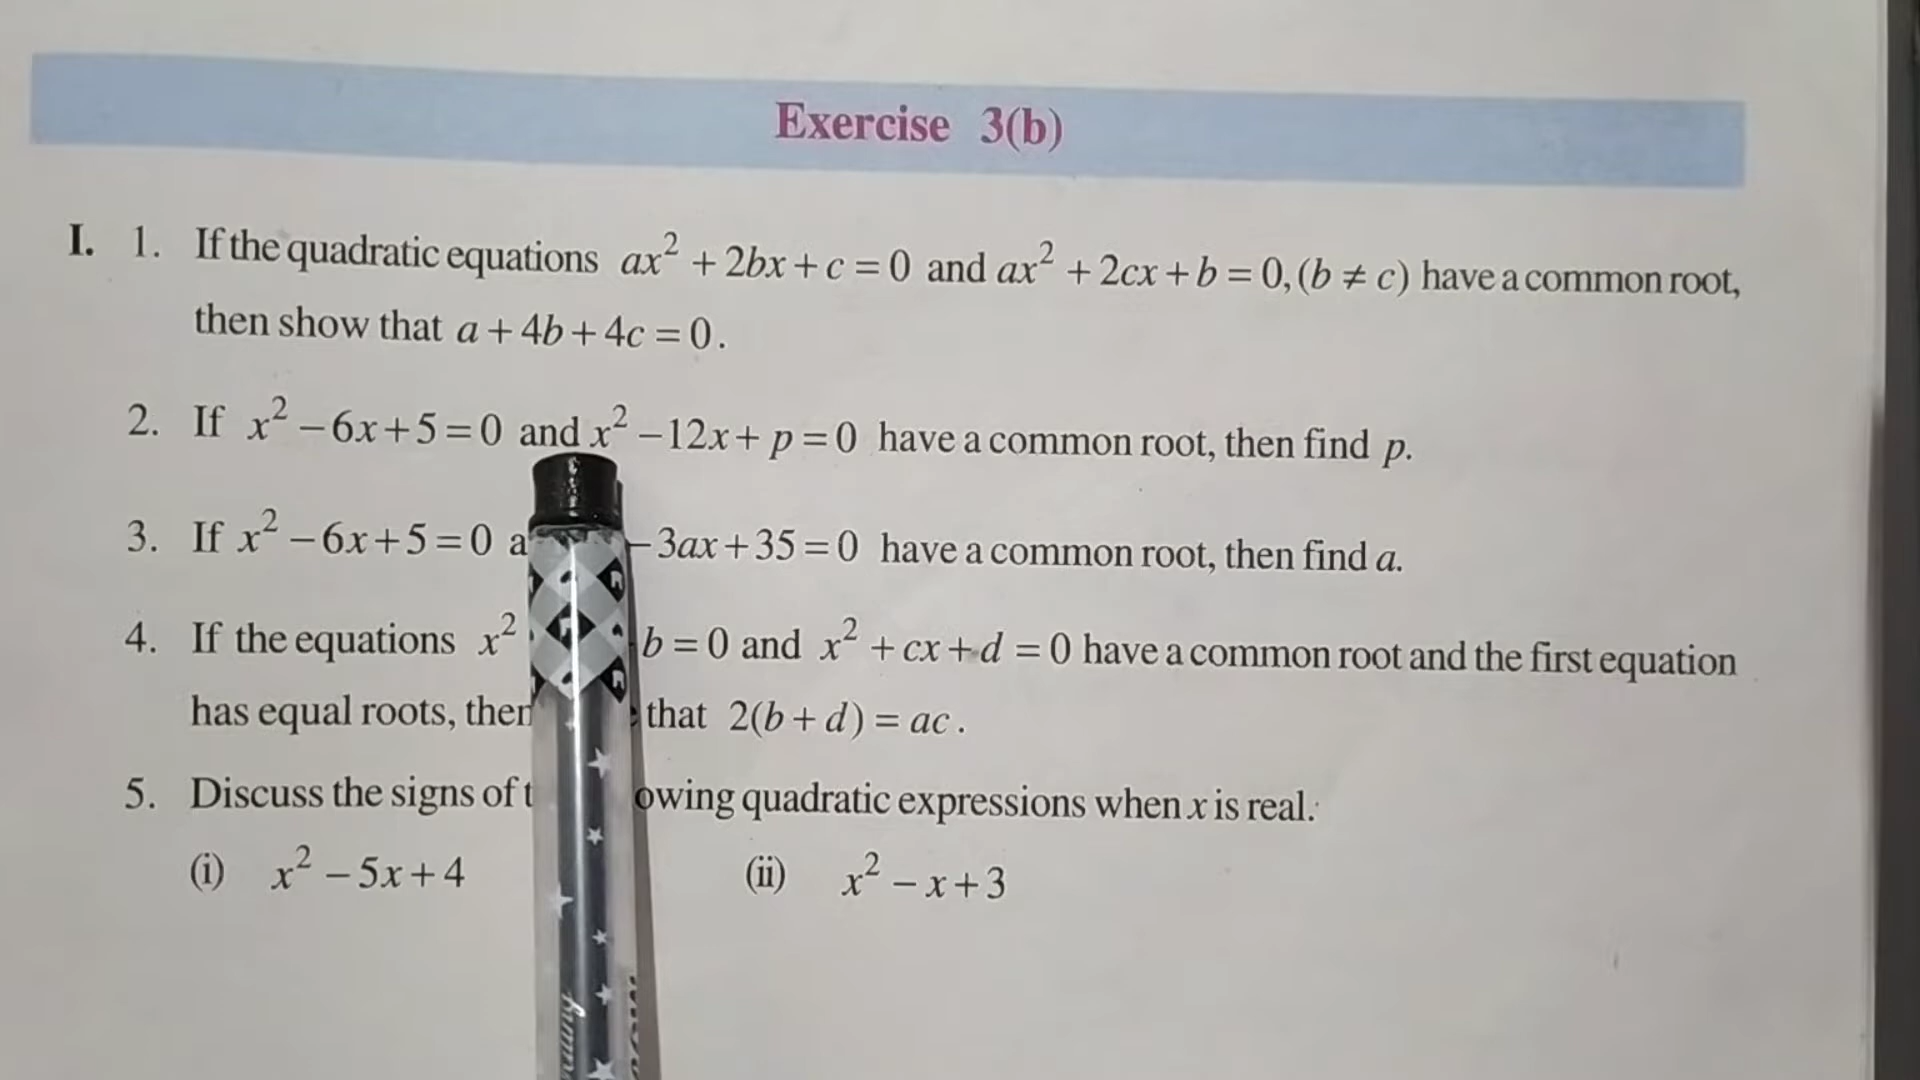 Exercise 3(b)
I. 1. If the quadratic equations ax² + 2bx + c = 0 and ax² + 2cx + b = 0, (b ≠ c) have a common root,
then show that a + 4b + 4c = 0.
2. If x² – 6x + 5 = 0 and x² – 12x + p = 0 have a common root, then find p.
3. If x² – 6x + 5 = 0 – 3ax + 35 = 0 have a common root, then find a.
4. If the equations x² b = 0 and x² + cx + d = 0 have a common root and the first equation
has equal roots, then that 2(b + d) = ac.
5. Discuss the signs of quadratic expressions when x is real.
(i) x² – 5x + 4 (ii) x² – x + 3